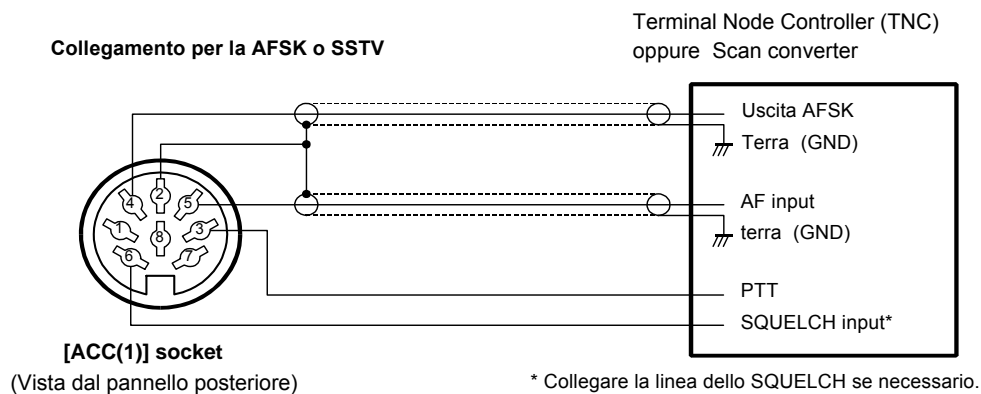 Terminal Node Controller (TNC)
oppure Scan converter
Collegamento per la AFSK o SSTV
Uscita AFSK
Terra (GND)
AF input
terra (GND)
PTT
SQUELCH input*
4
2
5
1
8
3
6
7
[ACC(1)] socket
(Vista dal pannello posteriore)
* Collegare la linea dello SQUELCH se necessario.